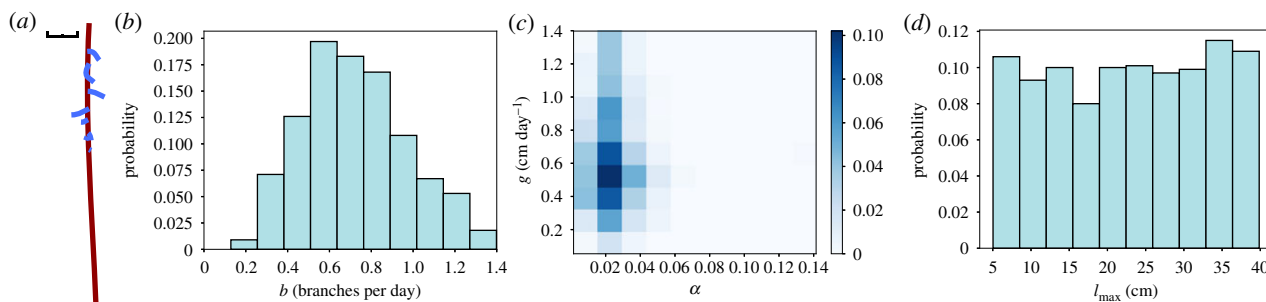 (a)
(b)
probability
0.200
0.175
0.150
0.125
0.100
0.075
0.050
0.025
0
0 0.2 0.4 0.6 0.8 1.0 1.2 1.4
b (branches per day)
(c)
g (cm day⁻¹)
1.4
1.2
1.0
0.8
0.6
0.4
0.2
0.02 0.04 0.06 0.08 0.10 0.12 0.14
α
0.10
0.08
0.06
0.04
0.02
0
(d)
probability
0.12
0.10
0.08
0.06
0.04
0.02
0
5 10 15 20 25 30 35 40
lmax (cm)